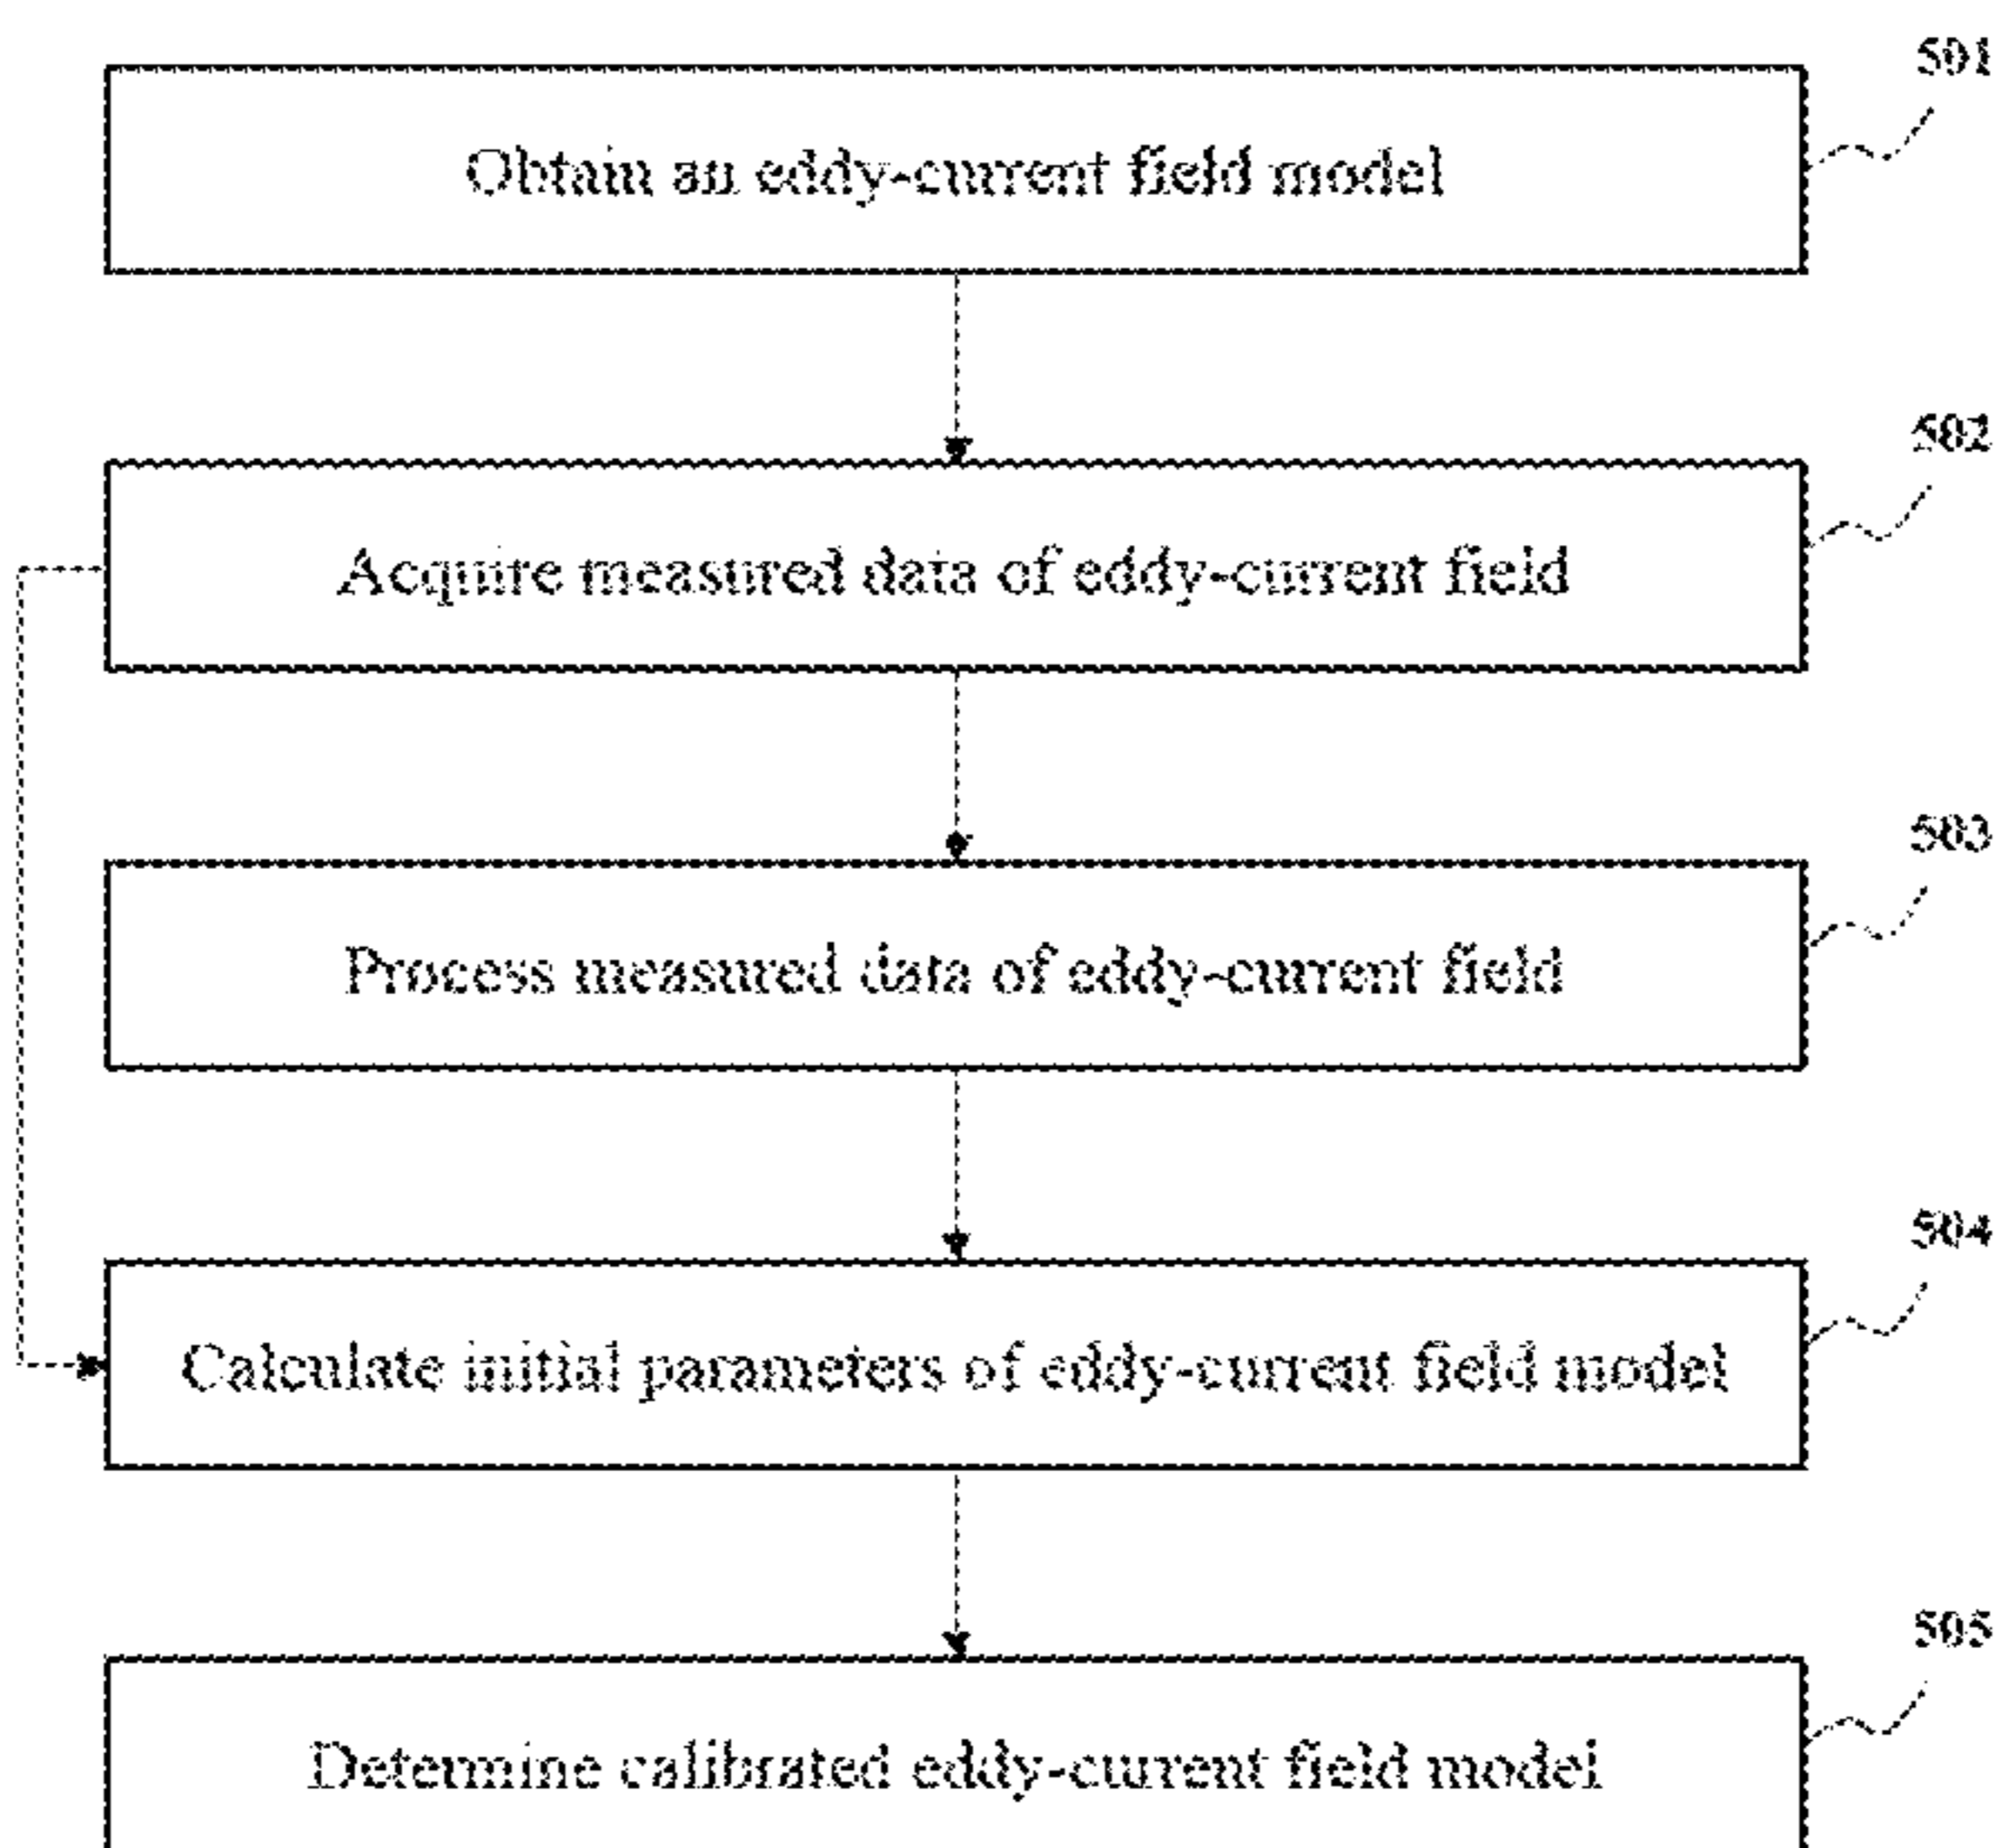 501
Obtain an eddy-current field model
502
Acquire measured data of eddy-current field
503
Process measured data of eddy-current field
504
Calculate initial parameters of eddy-current field model
505
Determine calibrated eddy-current field model